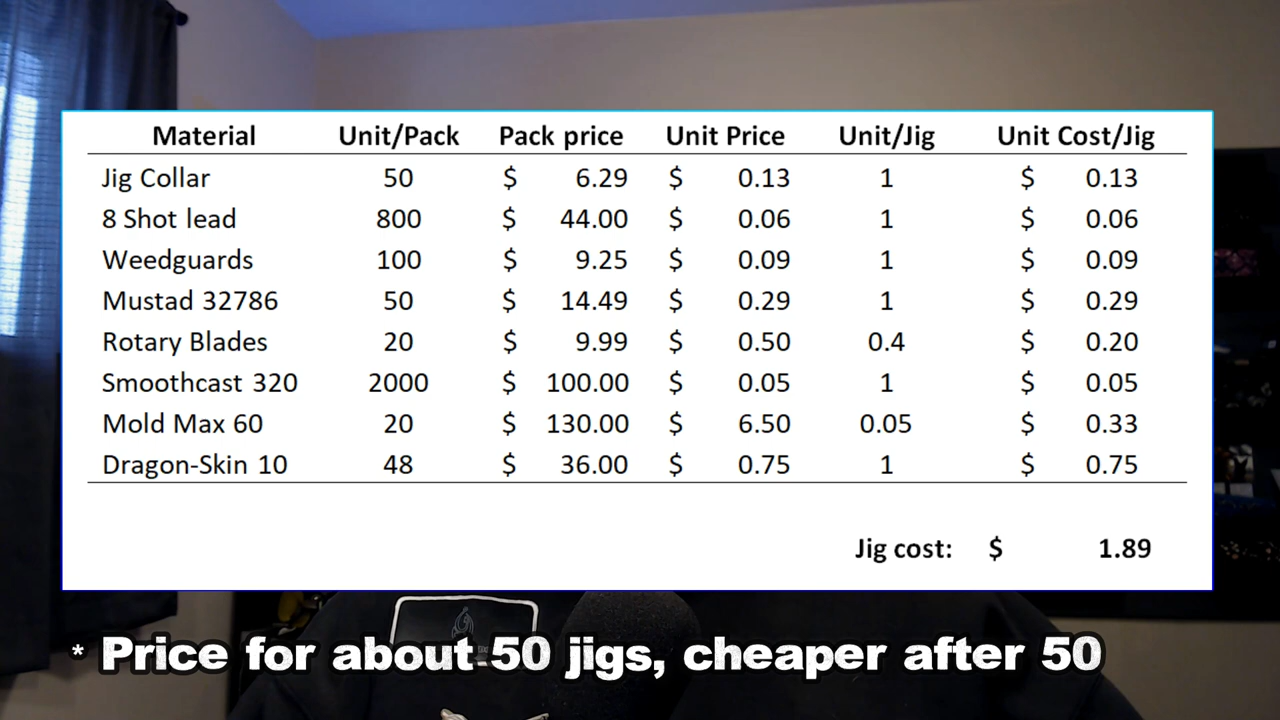 Material Unit/Pack Pack price Unit Price Unit/Jig Unit Cost/Jig
Jig Collar 50 $ 6.29 $ 0.13 1 $ 0.13
8 Shot lead 800 $ 44.00 $ 0.06 1 $ 0.06
Weedguards 100 $ 9.25 $ 0.09 1 $ 0.09
Mustad 32786 50 $ 14.49 $ 0.29 1 $ 0.29
Rotary Blades 20 $ 9.99 $ 0.50 0.4 $ 0.20
Smoothcast 320 2000 $ 100.00 $ 0.05 1 $ 0.05
Mold Max 60 20 $ 130.00 $ 6.50 0.05 $ 0.33
Dragon-Skin 10 48 $ 36.00 $ 0.75 1 $ 0.75
Jig cost: $ 1.89
* Price for about 50 jigs, cheaper after 50